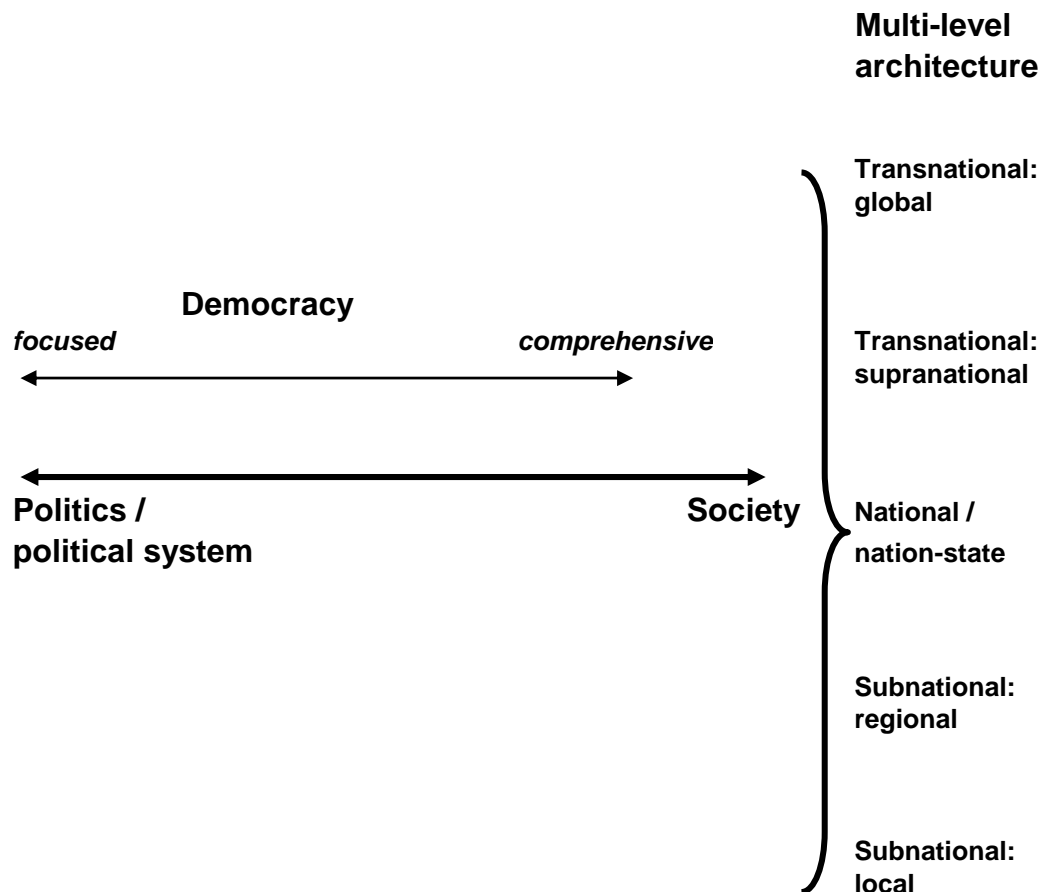 Multi-level
architecture
Transnational:
global
Democracy
focused
comprehensive
Transnational:
supranational
Politics /
political system
Society
National /
nation-state
Subnational:
regional
Subnational:
local